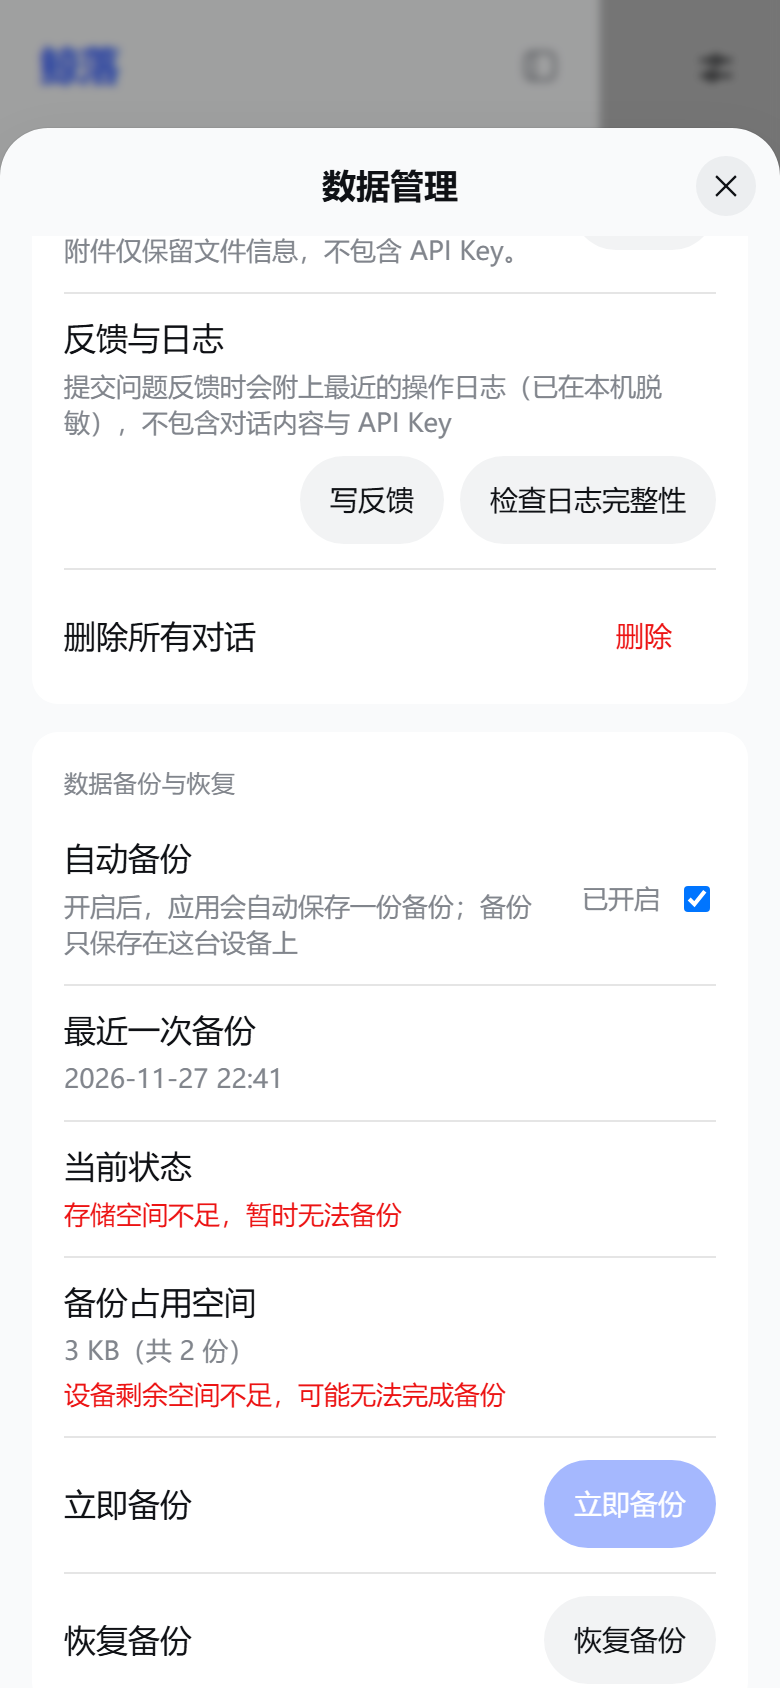 鲸落
数据管理
附件仅保留文件信息，不包含 API Key。
反馈与日志
提交问题反馈时会附上最近的操作日志（已在本机脱
敏），不包含对话内容与 API Key
写反馈
检查日志完整性
删除所有对话
删除
数据备份与恢复
自动备份
开启后，应用会自动保存一份备份；备份
只保存在这台设备上
已开启
最近一次备份
2026-11-27 22:41
当前状态
存储空间不足，暂时无法备份
备份占用空间
3 KB（共 2 份）
设备剩余空间不足，可能无法完成备份
立即备份
立即备份
恢复备份
恢复备份